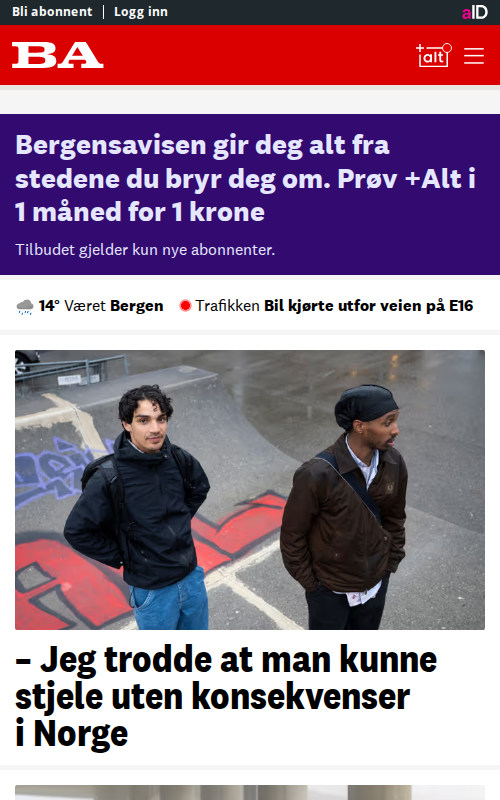 Bli abonnent | Logg inn
aID
BA
+alt
Bergensavisen gir deg alt fra
stedene du bryr deg om. Prøv +Alt i
1 måned for 1 krone
Tilbudet gjelder kun nye abonnenter.
14° Været Bergen Trafikken Bil kjørte utfor veien på E16
– Jeg trodde at man kunne
stjele uten konsekvenser
i Norge